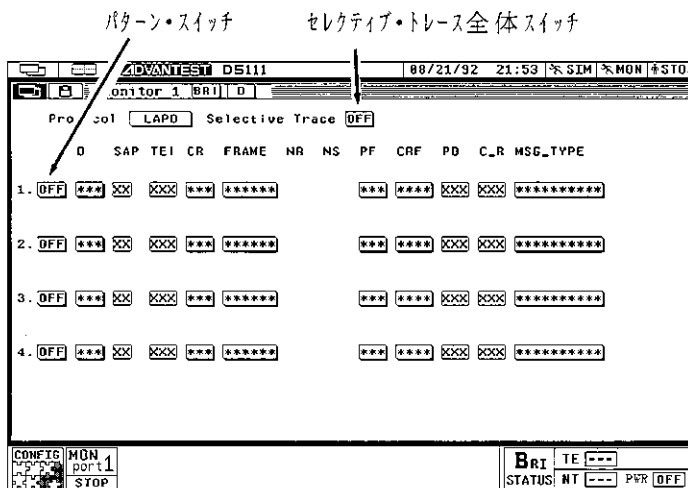 パターン・スイッチ セレクティブ・トレース全体スイッチ
ADVANTEST D5111 08/21/92 21:53 SIM MON STO
onitor 1 BRI D
Pro col LAPD Selective Trace OFF
D SAP TEI CR FRAME NR NS PF CRF PD C_R MSG_TYPE
1. OFF *** XX XXX *** ****** *** **** XXX XXX **********
2. OFF *** XX XXX *** ****** *** **** XXX XXX **********
3. OFF *** XX XXX *** ****** *** **** XXX XXX **********
4. OFF *** XX XXX *** ****** *** **** XXX XXX **********
CONFIG MON port1 STOP
BRI STATUS TE ---
NT --- PWR OFF